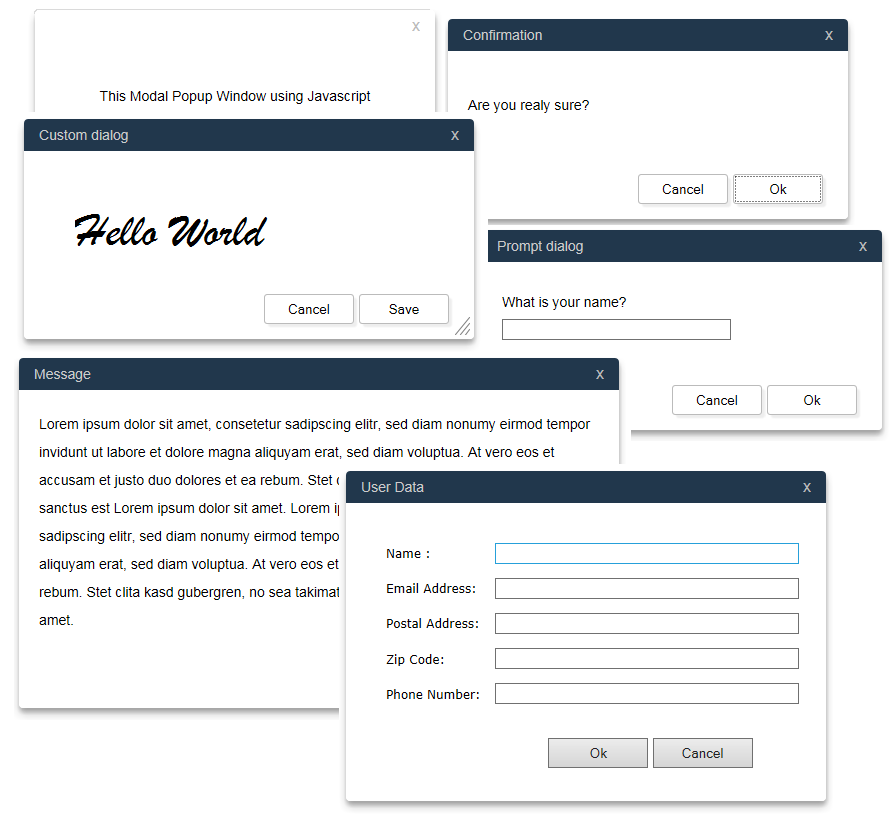 x
This Modal Popup Window using Javascript
Confirmation x
Are you realy sure?
Cancel Ok
Custom dialog x
Hello World
Cancel Save
Prompt dialog x
What is your name?
Cancel Ok
Message x
Lorem ipsum dolor sit amet, consetetur sadipscing elitr, sed diam nonumy eirmod tempor
invidunt ut labore et dolore magna aliquyam erat, sed diam voluptua. At vero eos et
accusam et justo duo dolores et ea rebum. Stet
sanctus est Lorem ipsum dolor sit amet. Lorem
sadipscing elitr, sed diam nonumy eirmod tempo
aliquyam erat, sed diam voluptua. At vero eos et
rebum. Stet clita kasd gubergren, no sea takimat
amet.
User Data x
Name :
Email Address:
Postal Address:
Zip Code:
Phone Number:
Ok Cancel